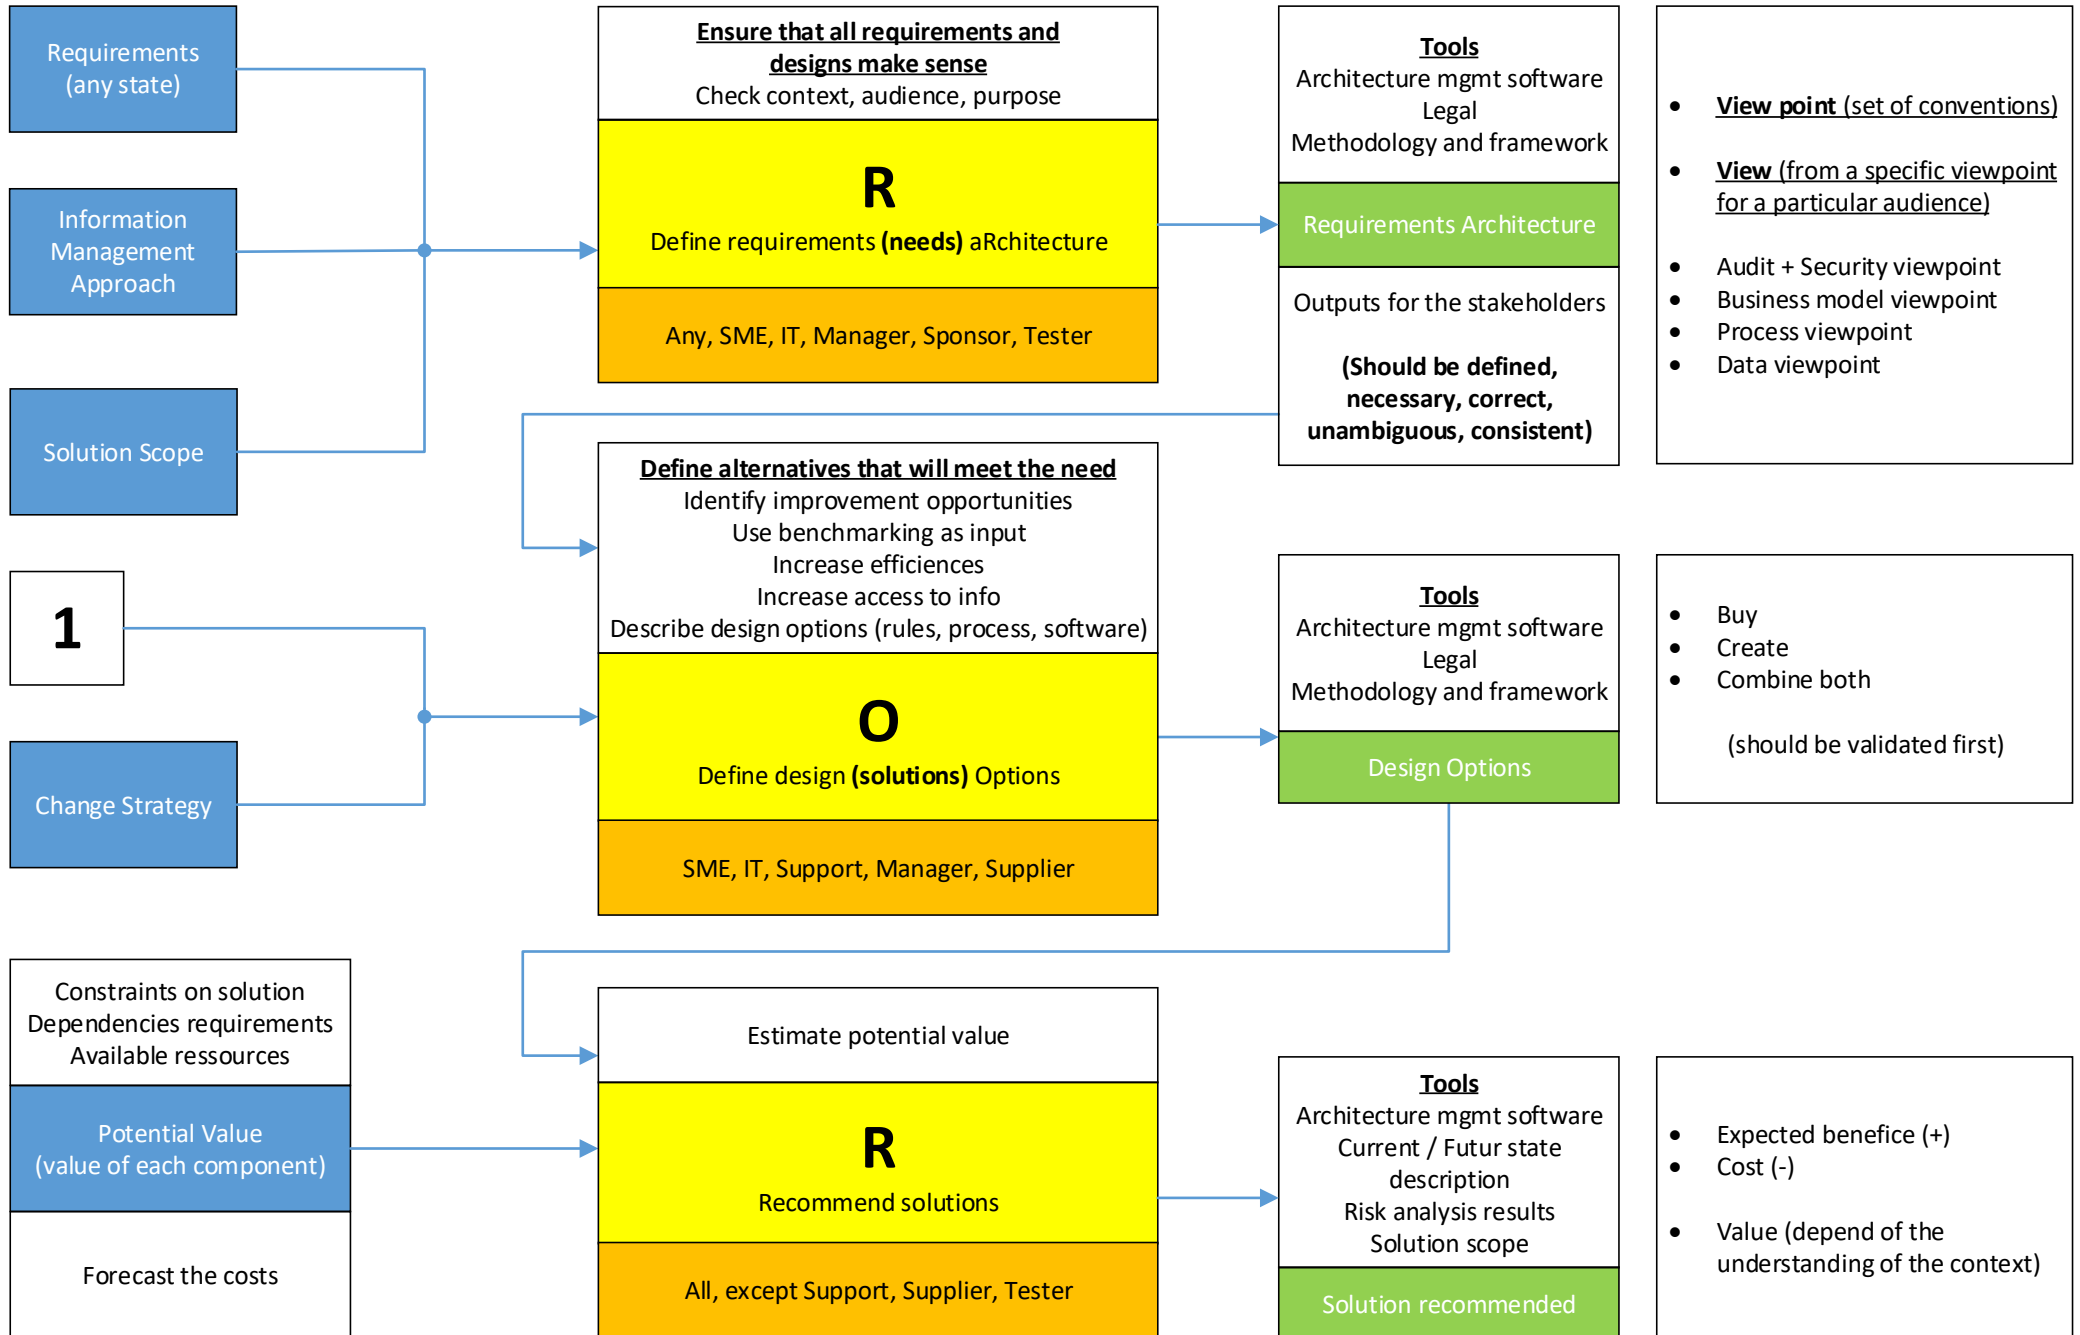 Requirements
(any state)
Information
Management
Approach
Solution Scope
Ensure that all requirements and
designs make sense
Check context, audience, purpose
R
Define requirements (needs) aRchitecture
Any, SME, IT, Manager, Sponsor, Tester
Tools
Architecture mgmt software
Legal
Methodology and framework
Requirements Architecture
Outputs for the stakeholders
(Should be defined,
necessary, correct,
unambiguous, consistent)
• View point (set of conventions)
• View (from a specific viewpoint
for a particular audience)
• Audit + Security viewpoint
• Business model viewpoint
• Process viewpoint
• Data viewpoint
1
Change Strategy
Define alternatives that will meet the need
Identify improvement opportunities
Use benchmarking as input
Increase efficiences
Increase access to info
Describe design options (rules, process, software)
O
Define design (solutions) Options
SME, IT, Support, Manager, Supplier
Tools
Architecture mgmt software
Legal
Methodology and framework
Design Options
• Buy
• Create
• Combine both
(should be validated first)
Constraints on solution
Dependencies requirements
Available ressources
Potential Value
(value of each component)
Forecast the costs
Estimate potential value
R
Recommend solutions
All, except Support, Supplier, Tester
Tools
Architecture mgmt software
Current / Futur state
description
Risk analysis results
Solution scope
Solution recommended
• Expected benefice (+)
• Cost (-)
• Value (depend of the
understanding of the context)